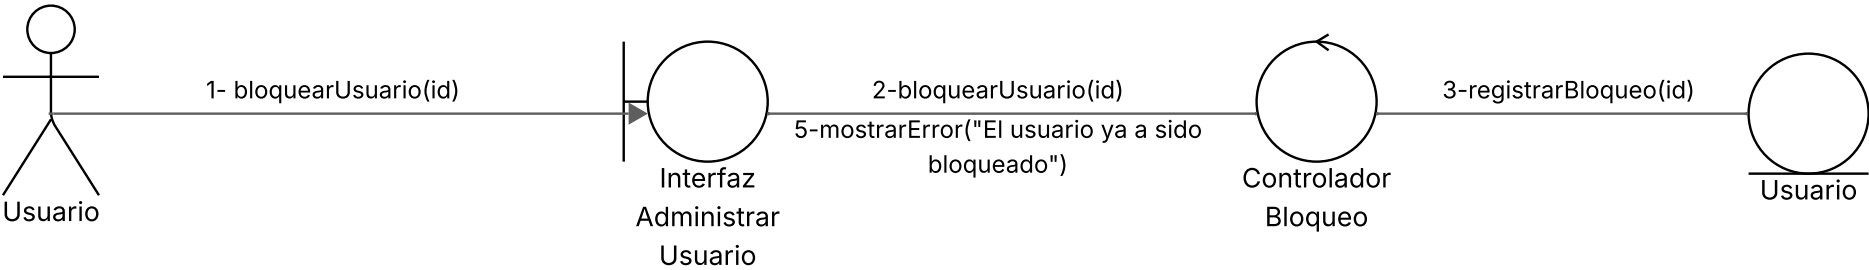 1- bloquearUsuario(id)
2-bloquearUsuario(id)
3-registrarBloqueo(id)
5-mostrarError("El usuario ya a sido
bloqueado")
Usuario
Interfaz
Administrar
Usuario
Controlador
Bloqueo
Usuario